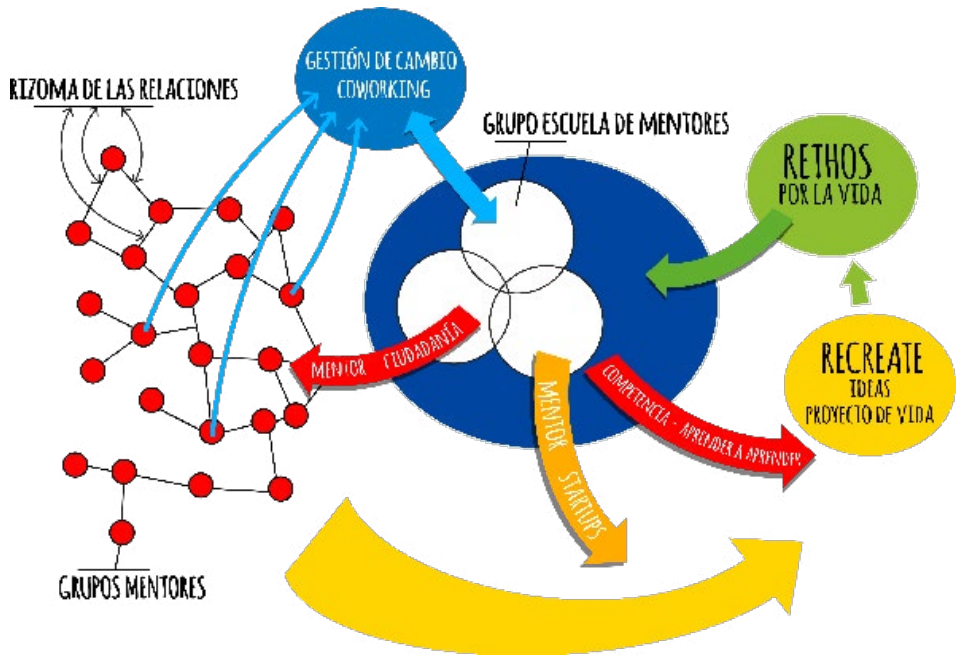 GESTIÓN DE CAMBIO
COWORKING
RIZOMA DE LAS RELACIONES
GRUPO ESCUELA DE MENTORES
RETHOS
POR LA VIDA
MENTOR CIUDADANÍA
MENTOR STARTUPS
COMPETENCIA - APRENDER A APRENDER
RECREATE
IDEAS
PROYECTO DE VIDA
GRUPOS MENTORES